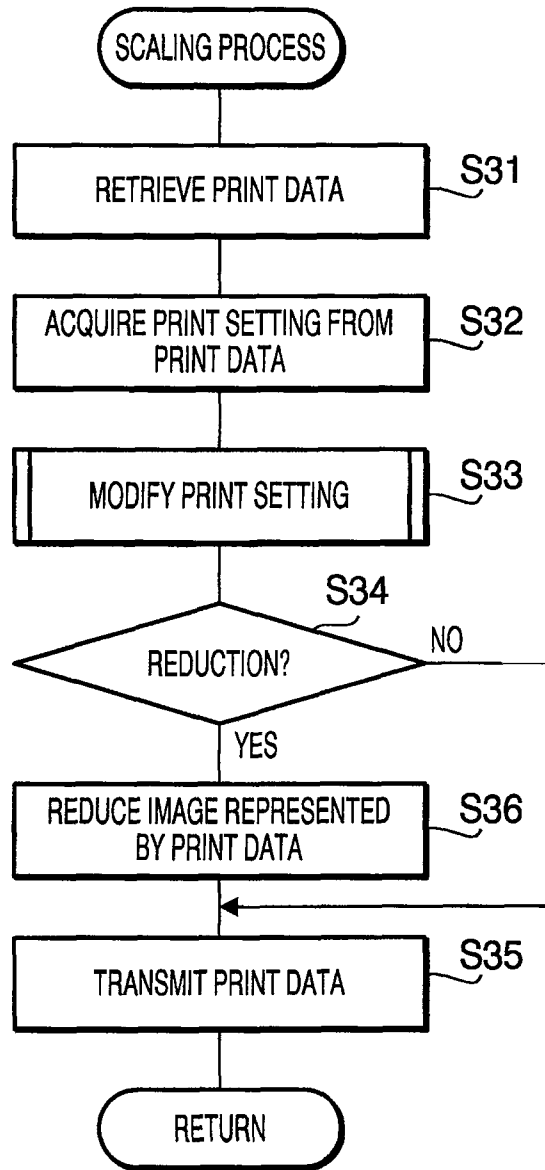 SCALING PROCESS
RETRIEVE PRINT DATA
S31
ACQUIRE PRINT SETTING FROM
PRINT DATA
S32
MODIFY PRINT SETTING
S33
S34
REDUCTION?
NO
YES
REDUCE IMAGE REPRESENTED
BY PRINT DATA
S36
TRANSMIT PRINT DATA
S35
RETURN